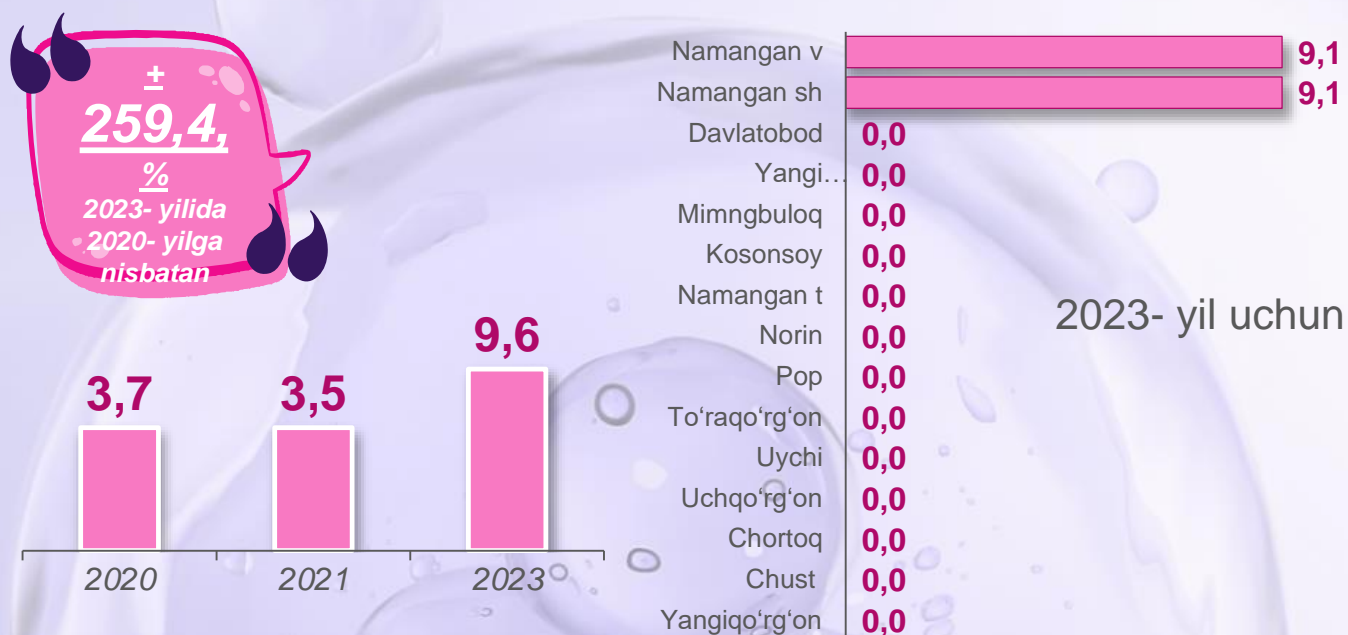 ±
259,4,
%
2023- yilida
2020- yilga
nisbatan
3,7
3,5
9,6
2020
2021
2023
Namangan v 9,1
Namangan sh 9,1
Davlatobod 0,0
Yangi… 0,0
Mimngbuloq 0,0
Kosonsoy 0,0
Namangan t 0,0
Norin 0,0
Pop 0,0
To‘raqo‘rg‘on 0,0
Uychi 0,0
Uchqo‘rg‘on 0,0
Chortoq 0,0
Chust 0,0
Yangiqo‘rg‘on 0,0
2023- yil uchun